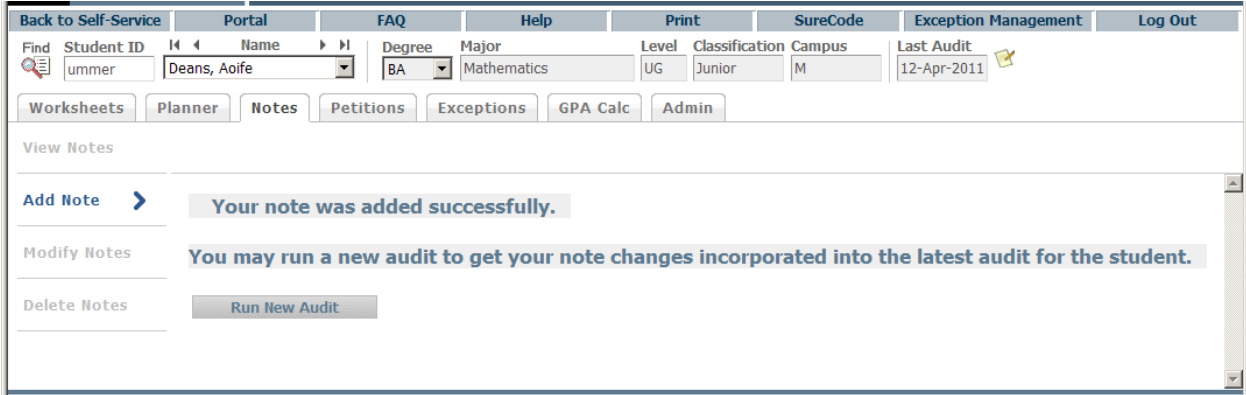 Back to Self-Service Portal FAQ Help Print SureCode Exception Management Log Out
Find Student ID Name Degree Major Level Classification Campus Last Audit
ummer Deans, Aoife BA Mathematics UG Junior M 12-Apr-2011
Worksheets Planner Notes Petitions Exceptions GPA Calc Admin
View Notes
Add Note
Your note was added successfully.
Modify Notes
You may run a new audit to get your note changes incorporated into the latest audit for the student.
Delete Notes
Run New Audit